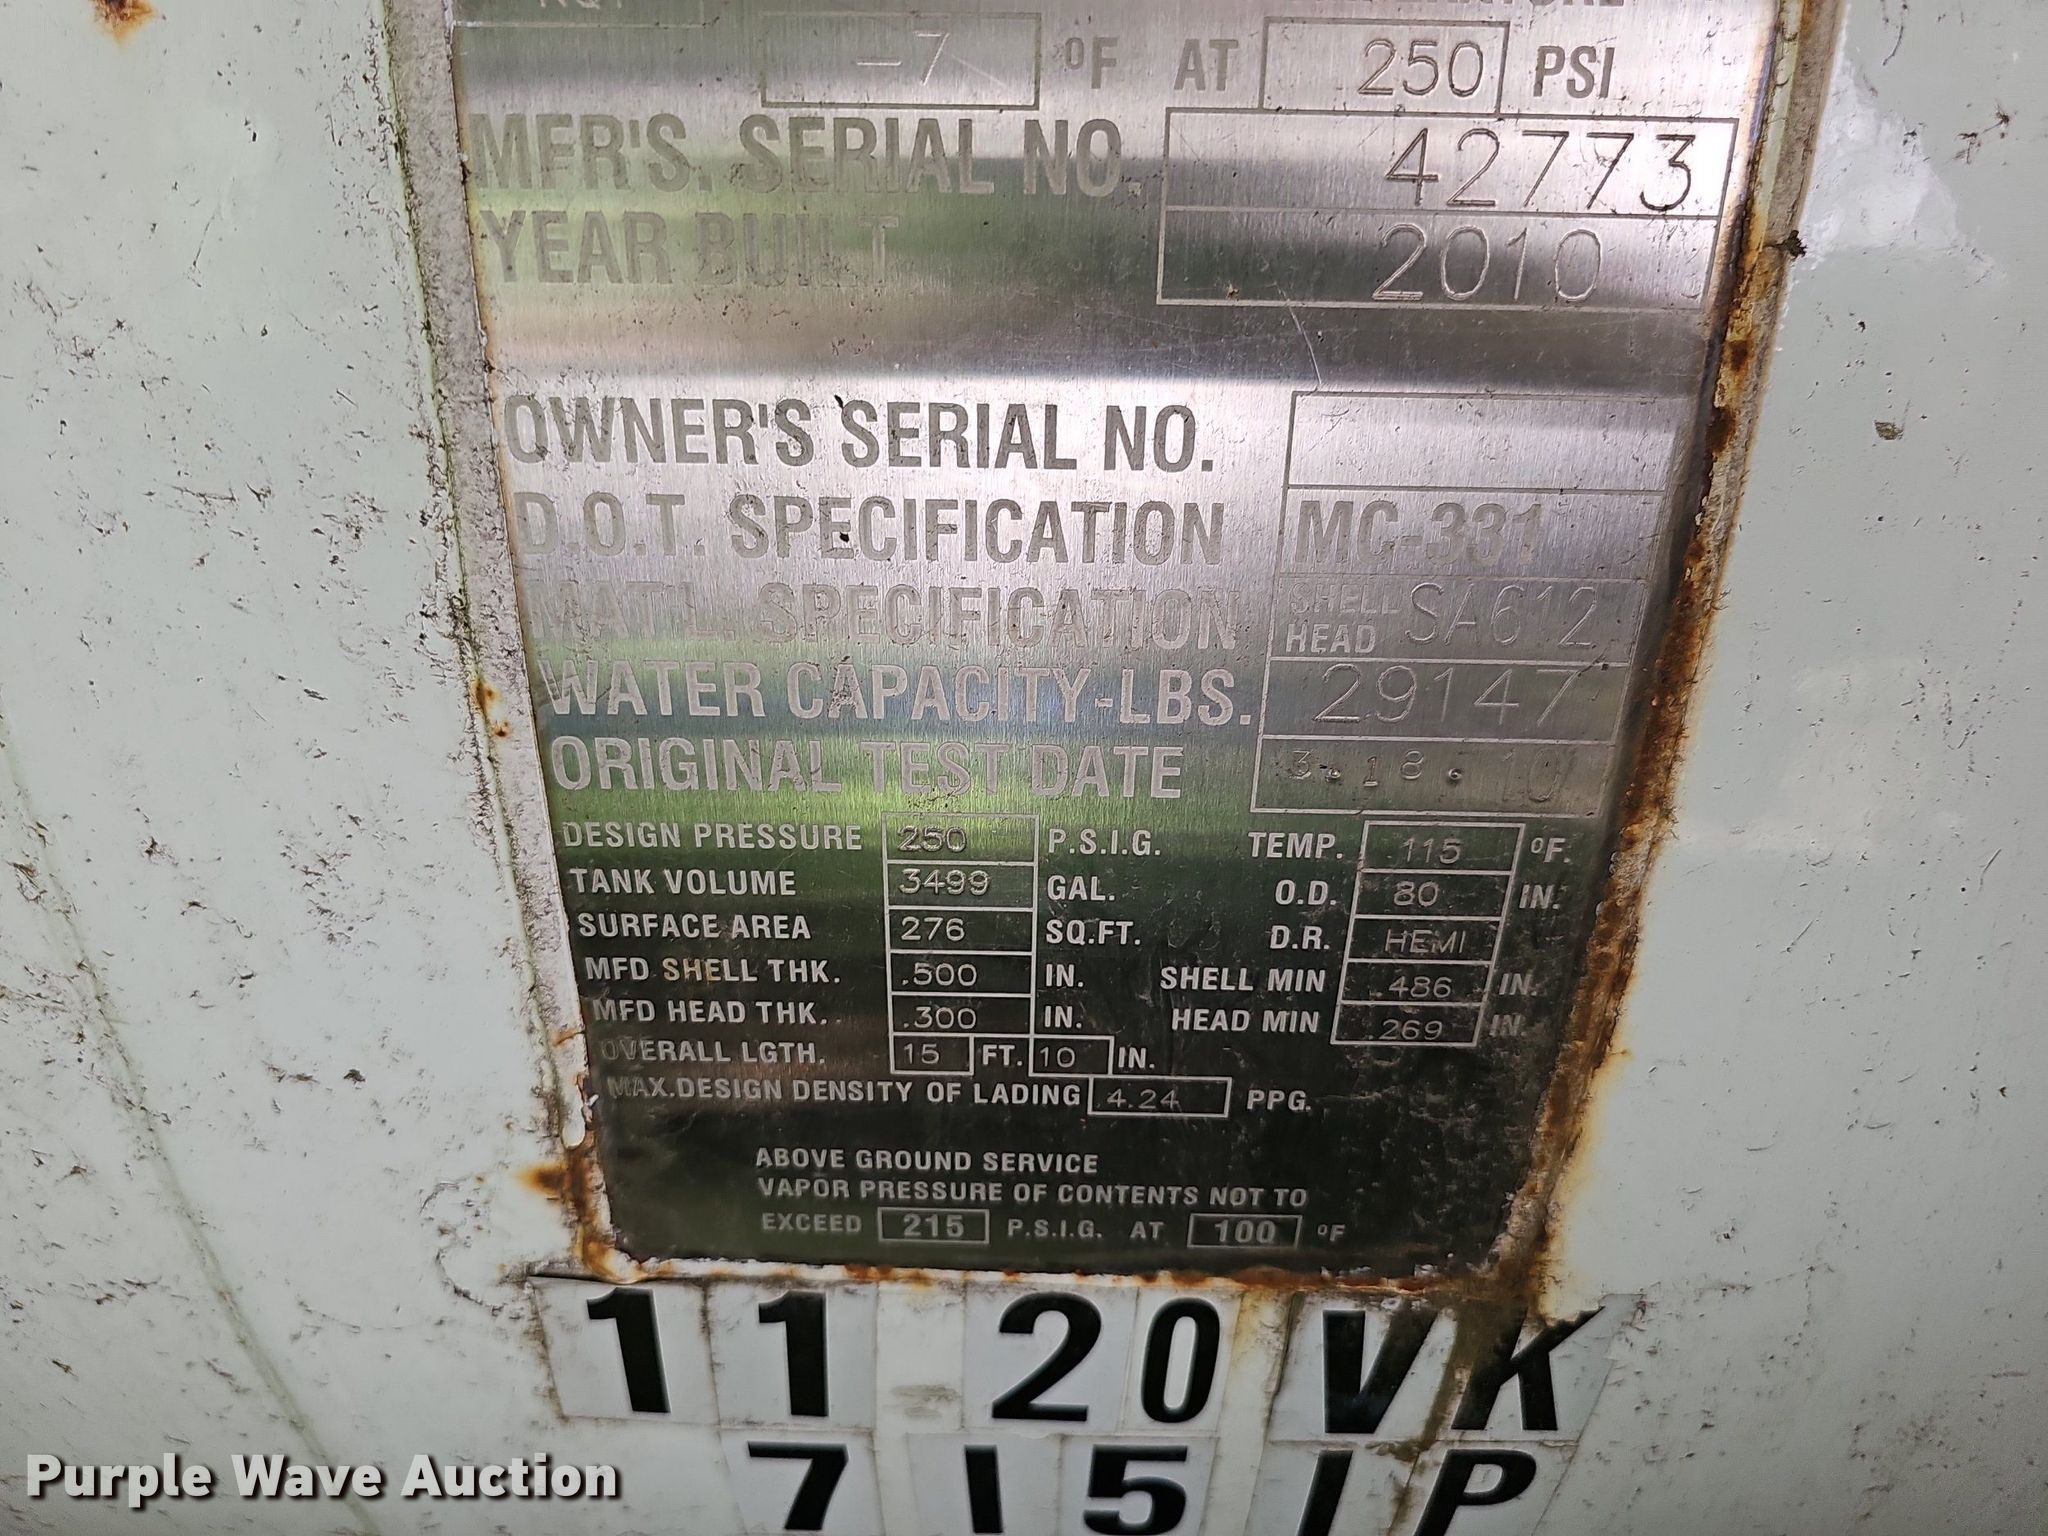 -7 °F AT 250 PSI
MFR'S. SERIAL NO. 42773
YEAR BUILT 2010
OWNER'S SERIAL NO.
D.O.T. SPECIFICATION MC-331
MAT'L. SPECIFICATION SHELL HEAD SA612
WATER CAPACITY-LBS. 29147
ORIGINAL TEST DATE 3.18.10
DESIGN PRESSURE 250 P.S.I.G. TEMP. 115 °F.
TANK VOLUME 3499 GAL. O.D. 80 IN.
SURFACE AREA 276 SQ.FT. D.R. HEMI
MFD SHELL THK. .500 IN. SHELL MIN .486 IN.
MFD HEAD THK. .300 IN. HEAD MIN .269 IN.
OVERALL LGTH. 15 FT. 10 IN.
MAX.DESIGN DENSITY OF LADING 4.24 PPG.
ABOVE GROUND SERVICE
VAPOR PRESSURE OF CONTENTS NOT TO
EXCEED 215 P.S.I.G. AT 100 °F
11 20 VK
7 15 IP
Purple Wave Auction